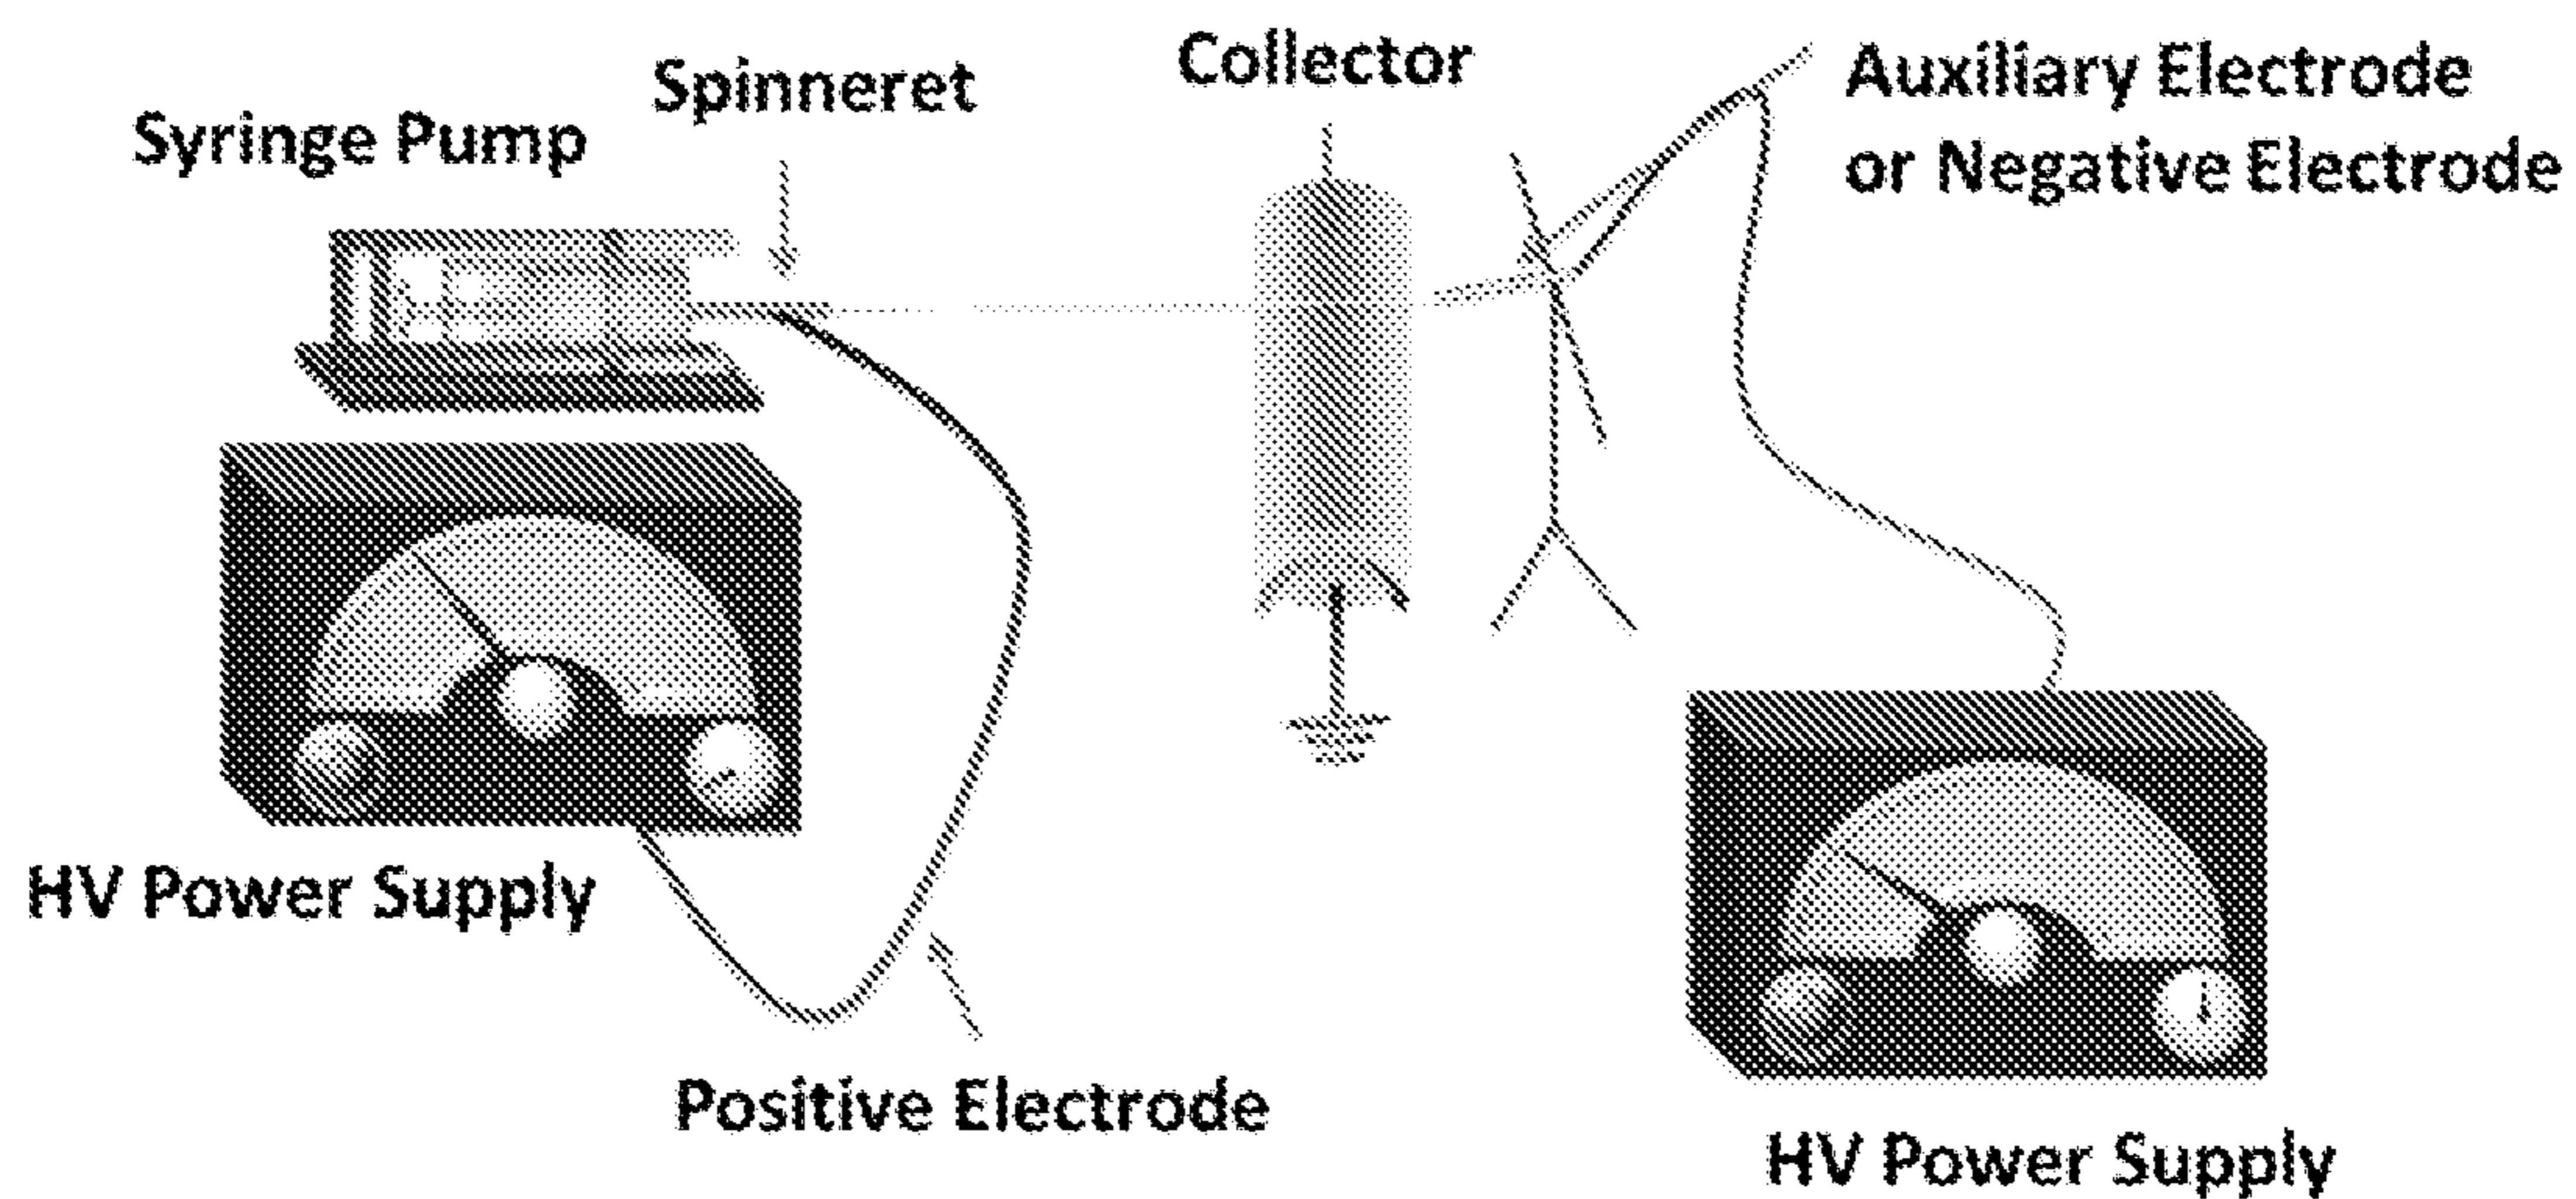 Syringe Pump
Spinneret
Collector
Auxiliary Electrode
or Negative Electrode
HV Power Supply
Positive Electrode
HV Power Supply